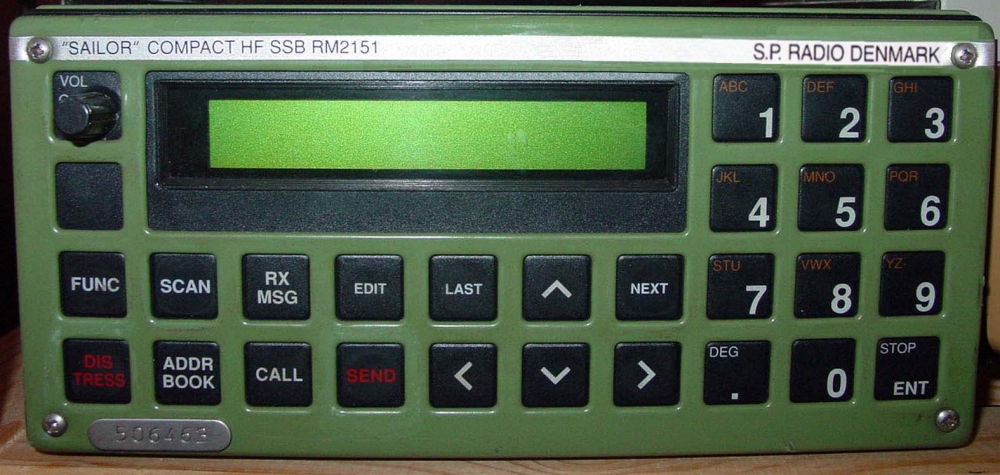 "SAILOR" COMPACT HF SSB RM2151
S.P. RADIO DENMARK
VOL
ABC
1
DEF
2
GHI
3
JKL
4
MNO
5
PQR
6
FUNC
SCAN
RX
MSG
EDIT
LAST
NEXT
STU
7
VWX
8
YZ
9
DIS
TRESS
ADDR
BOOK
CALL
SEND
DEG
.
0
STOP
ENT
506463